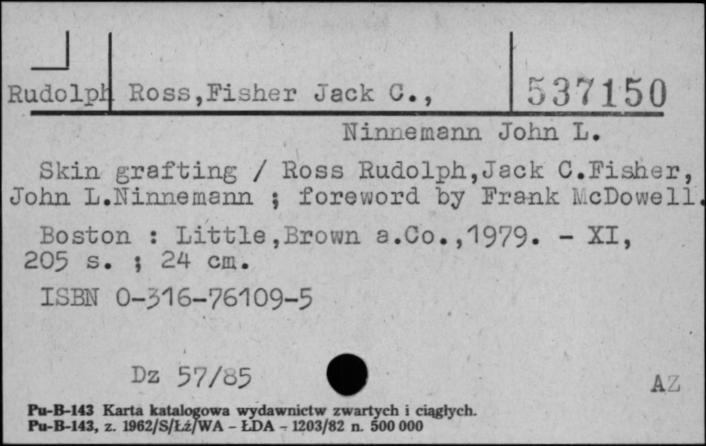 Rudolph Ross,Fisher Jack C., 537150
Ninnemann John L.
Skin grafting / Ross Rudolph,Jack C.Fisher,
John L.Ninnemann ; foreword by Frank McDowell.
Boston : Little,Brown a.Co.,1979. - XI,
205 s. ; 24 cm.
ISBN 0-316-76109-5
Dz 57/85
AZ
Pu-B-143 Karta katalogowa wydawnictw zwartych i ciągłych.
Pu-B-143, z. 1962/S/Łź/WA - ŁDA - 1203/82 n. 500 000